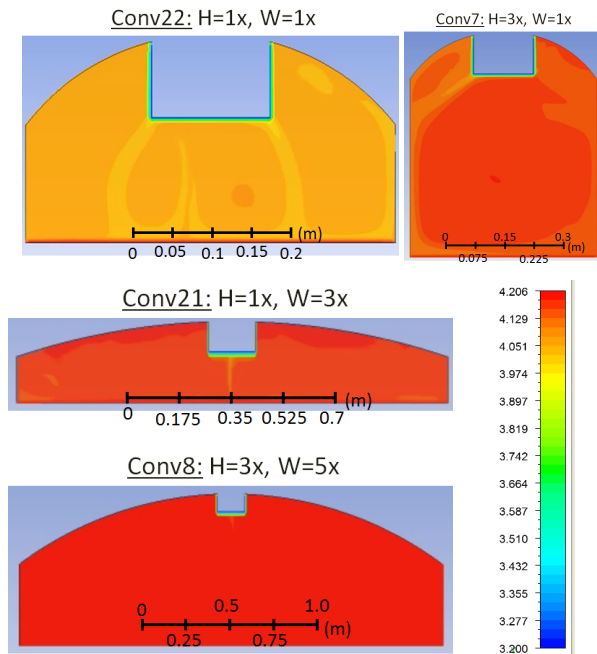 Conv22: H=1x, W=1x
(m)
0 0.05 0.1 0.15 0.2
Conv7: H=3x, W=1x
0 0.15 0.3
(m)
0.075 0.225
Conv21: H=1x, W=3x
(m)
0 0.175 0.35 0.525 0.7
Conv8: H=3x, W=5x
0 0.5 1.0
(m)
0.25 0.75
4.206
4.129
4.051
3.974
3.897
3.819
3.742
3.664
3.587
3.510
3.432
3.355
3.277
3.200